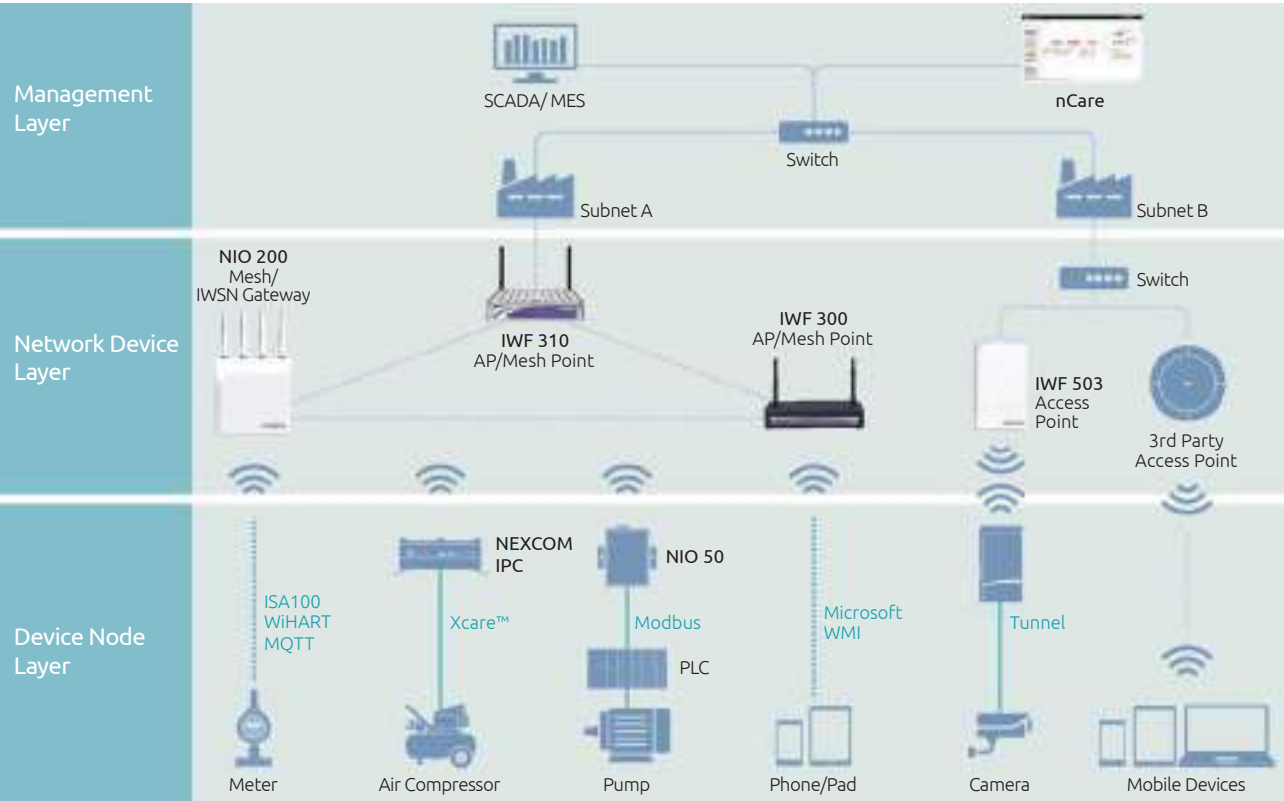 Management
Layer
SCADA/ MES
nCare
Switch
Subnet A
Subnet B
Network Device
Layer
NIO 200
Mesh/
IWSN Gateway
IWF 310
AP/Mesh Point
IWF 300
AP/Mesh Point
Switch
IWF 503
Access
Point
3rd Party
Access Point
Device Node
Layer
ISA100
WiHART
MQTT
Meter
NEXCOM
IPC
Xcare™
Air Compressor
NIO 50
Modbus
PLC
Pump
Microsoft
WMI
Phone/Pad
Tunnel
Camera
Mobile Devices